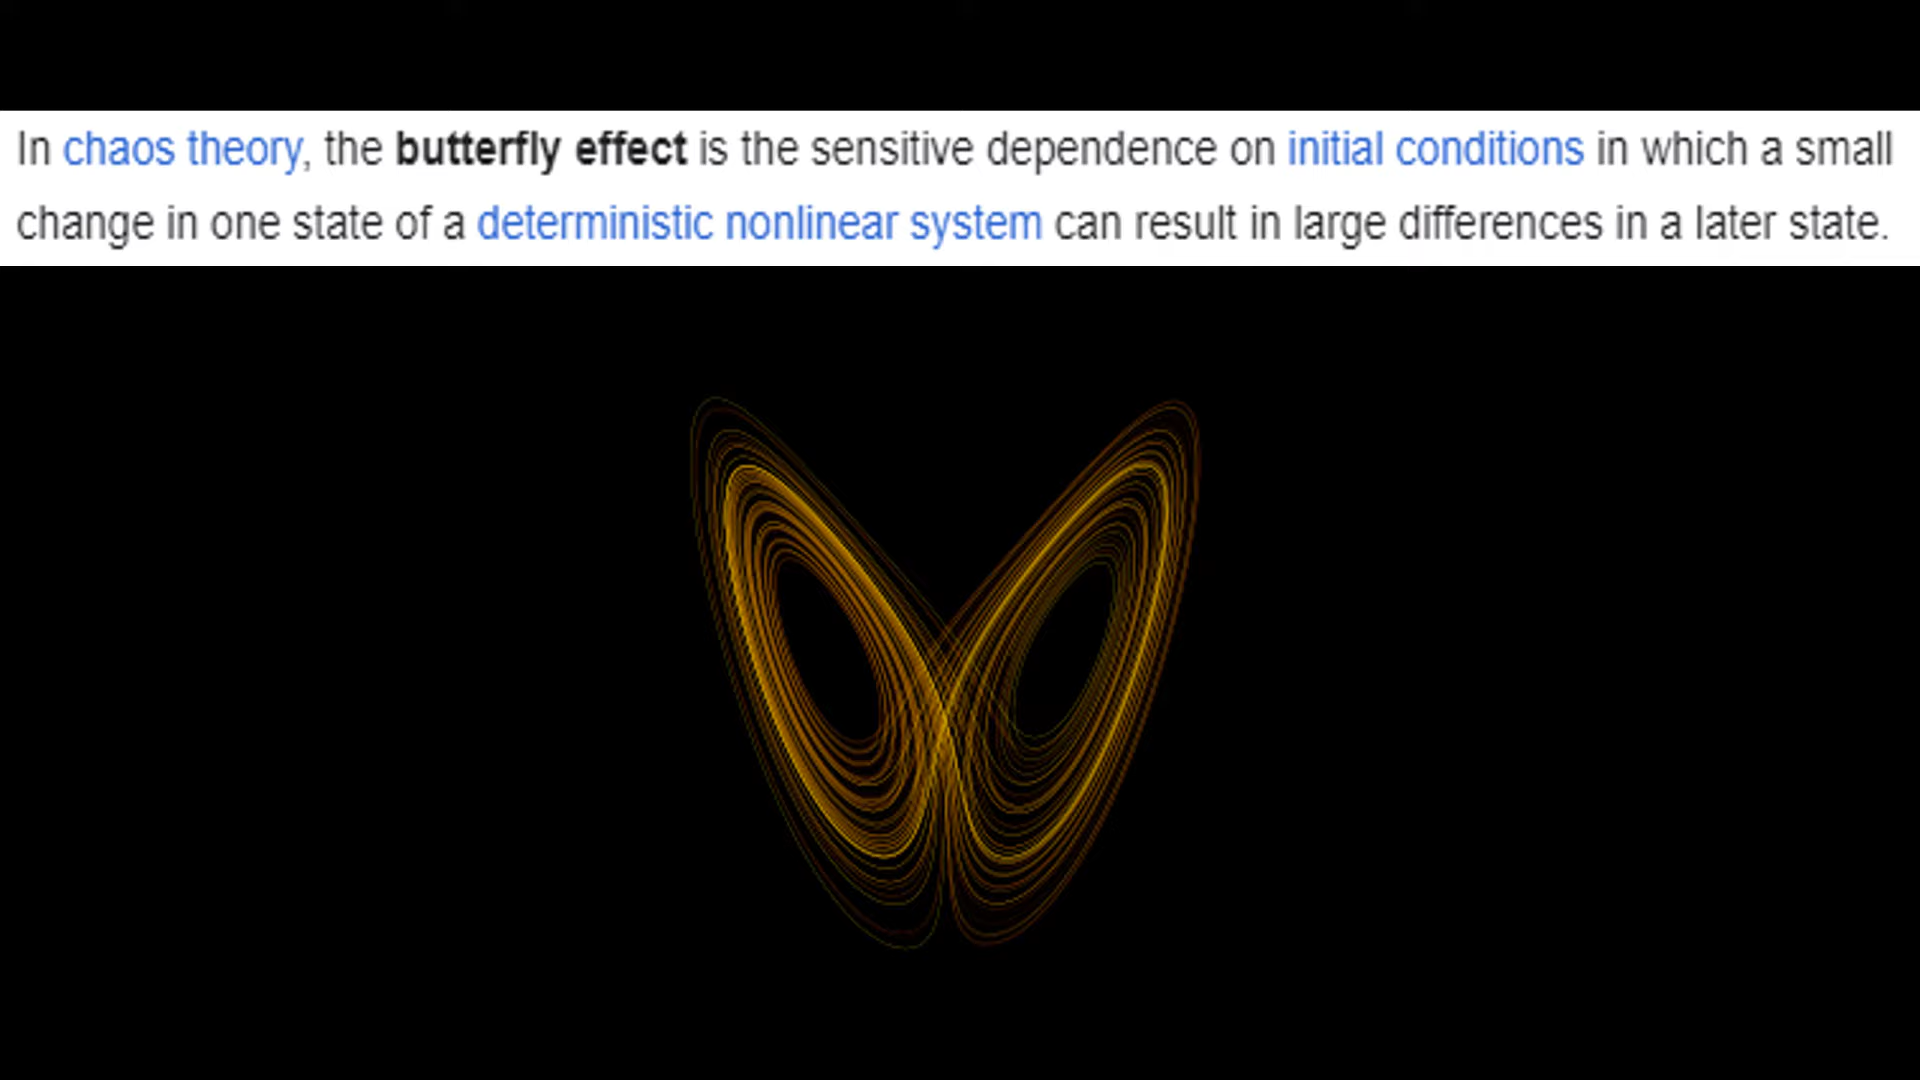 In chaos theory, the butterfly effect is the sensitive dependence on initial conditions in which a small
change in one state of a deterministic nonlinear system can result in large differences in a later state.